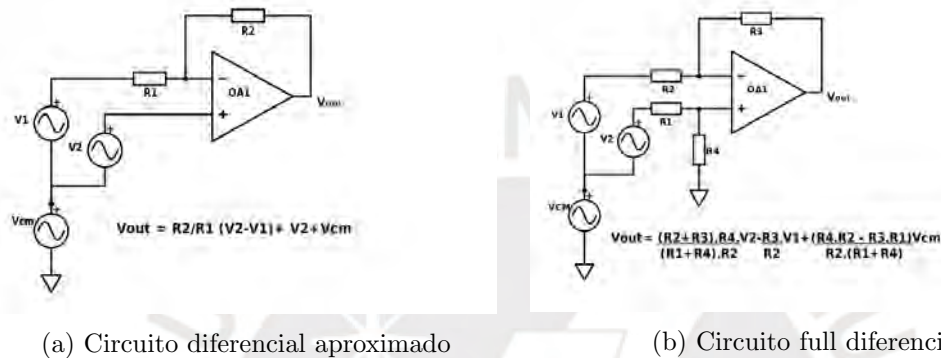 R2
R1
OA1
V1
V2
Vcm
Vout = R2/R1 (V2-V1)+ V2+Vcm
(a) Circuito diferencial aproximado
R3
R2
OA1
Vout
V1
R1
V2
R4
VCM
Vout=(R2+R3).R4.V2-R3.V1+(R4.R2 - R3.R1)Vcm
(R1+R4).R2 R2 R2.(R1+R4)
(b) Circuito full diferenci